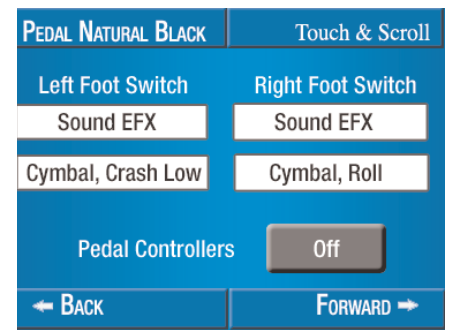 PEDAL NATURAL BLACK Touch & Scroll
Left Foot Switch Right Foot Switch
Sound EFX Sound EFX
Cymbal, Crash Low Cymbal, Roll
Pedal Controllers Off
BACK FORWARD